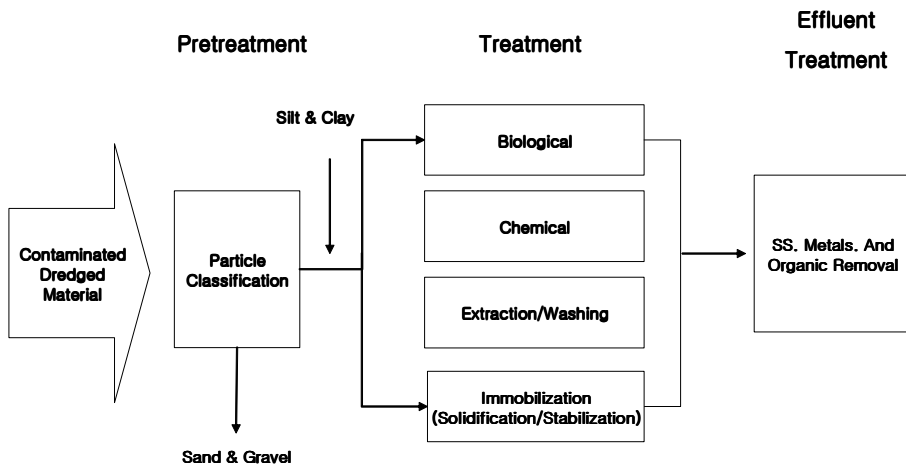 Pretreatment
Treatment
Effluent
Treatment
Silt & Clay
Contaminated
Dredged
Material
Particle
Classification
Sand & Gravel
Biological
Chemical
Extraction/Washing
Immobilization
(Solidification/Stabilization)
SS. Metals. And
Organic Removal